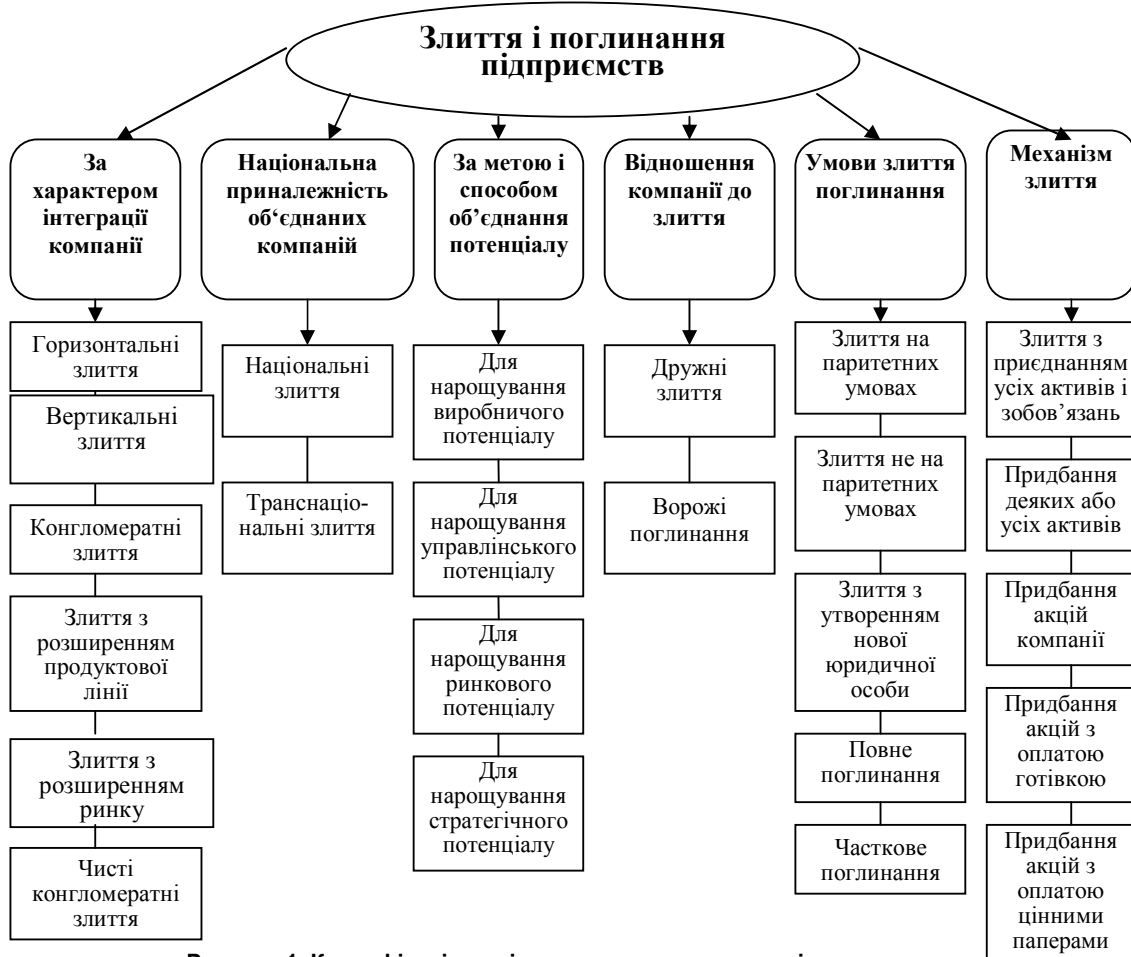 Злиття і поглинання
підприємств
За
характером
інтеграції
компанії
Національна
приналежність
об‘єднаних
компаній
За метою і
способом
об’єднання
потенціалу
Відношення
компанії до
злиття
Умови злиття
поглинання
Механізм
злиття
Горизонтальні
злиття
Вертикальні
злиття
Конгломератні
злиття
Злиття з
розширенням
продуктової
лінії
Злиття з
розширенням
ринку
Чисті
конгломератні
злиття
Національні
злиття
Транснаціо-
нальні злиття
Для
нарощування
виробничого
потенціалу
Для
нарощування
управлінського
потенціалу
Для
нарощування
ринкового
потенціалу
Для
нарощування
стратегічного
потенціалу
Дружні
злиття
Ворожі
поглинання
Злиття на
паритетних
умовах
Злиття не на
паритетних
умовах
Злиття з
утворенням
нової
юридичної
особи
Повне
поглинання
Часткове
поглинання
Злиття з
приєднанням
усіх активів і
зобов’язань
Придбання
деяких або
усіх активів
Придбання
акцій
компанії
Придбання
акцій з
оплатою
готівкою
Придбання
акцій з
оплатою
цінними
паперами